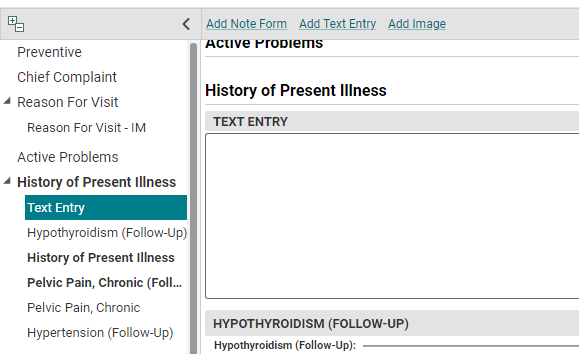 Add Note Form Add Text Entry Add Image
Preventive
Chief Complaint
Reason For Visit
Reason For Visit - IM
Active Problems
History of Present Illness
Text Entry
Hypothyroidism (Follow-Up)
History of Present Illness
Pelvic Pain, Chronic (Foll...
Pelvic Pain, Chronic
Hypertension (Follow-Up)
Active Problems
History of Present Illness
TEXT ENTRY
HYPOTHYROIDISM (FOLLOW-UP)
Hypothyroidism (Follow-Up):